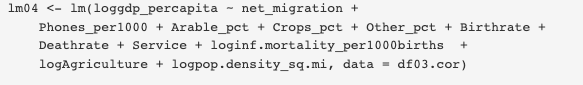 lm04 <- lm(loggdp_percapita ~ net_migration +
Phones_per1000 + Arable_pct + Crops_pct + Other_pct + Birthrate +
Deathrate + Service + loginf.mortality_per1000births +
logAgriculture + logpop.density_sq.mi, data = df03.cor)